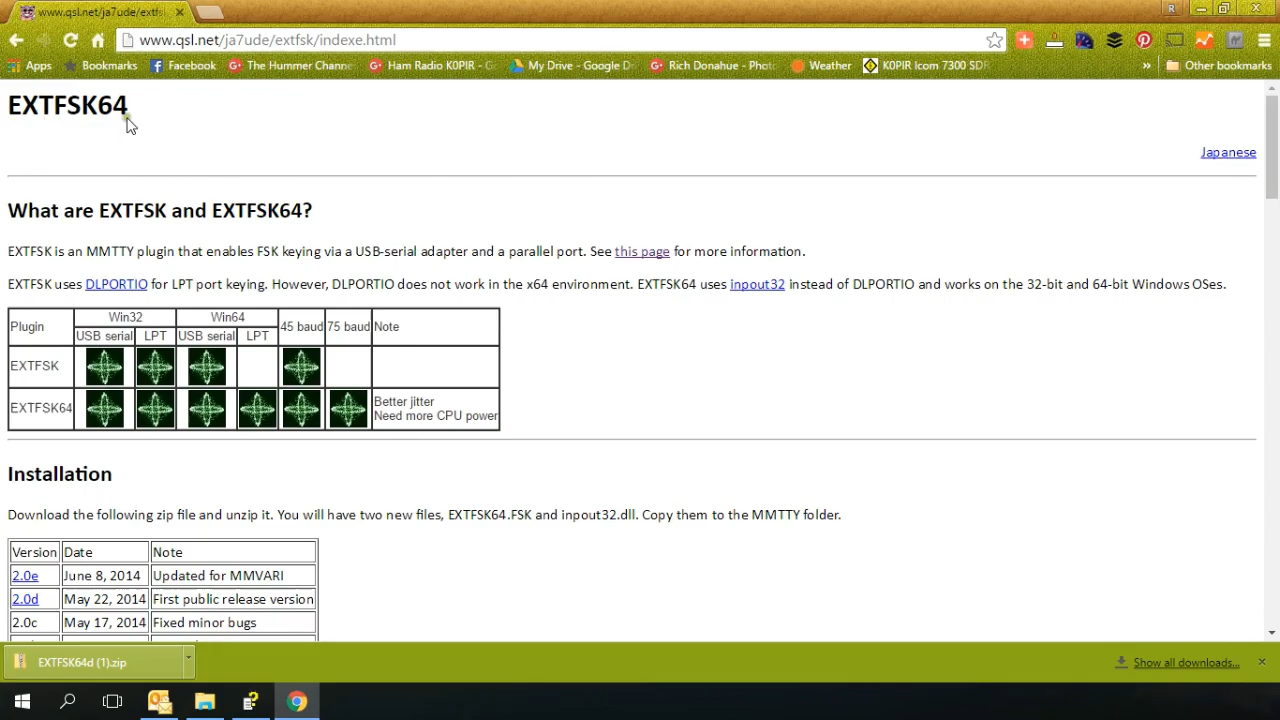 www.qsl.net/ja7ude/extfs
R
www.qsl.net/ja7ude/extfsk/indexe.html
Apps
Bookmarks
Facebook
The Hummer Chann
Ham Radio K0PIR - G
My Drive - Google D
Rich Donahue - Phot
Weather
K0PIR Icom 7300 SDR
Other bookmarks
EXTFSK64
Japanese
What are EXTFSK and EXTFSK64?
EXTFSK is an MMTTY plugin that enables FSK keying via a USB-serial adapter and a parallel port. See this page for more information.
EXTFSK uses DLPORTIO for LPT port keying. However, DLPORTIO does not work in the x64 environment. EXTFSK64 uses inpout32 instead of DLPORTIO and works on the 32-bit and 64-bit Windows OSes.
Plugin Win32 Win64 45 baud 75 baud Note
USB serial LPT USB serial LPT
EXTFSK
EXTFSK64 Better jitter
Need more CPU power
Installation
Download the following zip file and unzip it. You will have two new files, EXTFSK64.FSK and inpout32.dll. Copy them to the MMTTY folder.
Version Date Note
2.0e June 8, 2014 Updated for MMVARI
2.0d May 22, 2014 First public release version
2.0c May 17, 2014 Fixed minor bugs
EXTFSK64d (1).zip
Show all downloads...